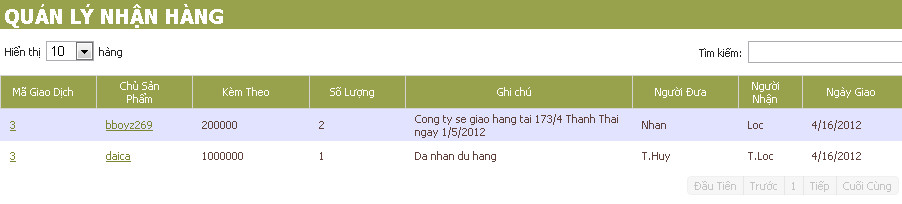 QUÁN LÝ NHẬN HÀNG
Hiển thị 10 hàng Tìm kiếm:
Mã Giao Dịch Chủ Sản Phẩm Kèm Theo Số Lượng Ghi chú Người Đưa Người Nhận Ngày Giao
3 bboyz269 200000 2 Cong ty se giao hang tai 173/4 Thanh Thai ngay 1/5/2012 Nhan Loc 4/16/2012
3 daica 1000000 1 Da nhan du hang T.Huy T.Loc 4/16/2012
Đầu Tiên Trước 1 Tiếp Cuối Cùng